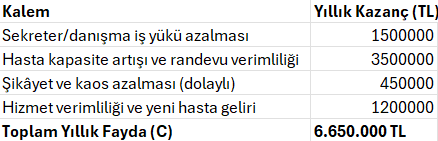 Kalem Yıllık Kazanç (TL)
Sekreter/danışma iş yükü azalması 1500000
Hasta kapasite artışı ve randevu verimliliği 3500000
Şikâyet ve kaos azalması (dolaylı) 450000
Hizmet verimliliği ve yeni hasta geliri 1200000
Toplam Yıllık Fayda (C) 6.650.000 TL